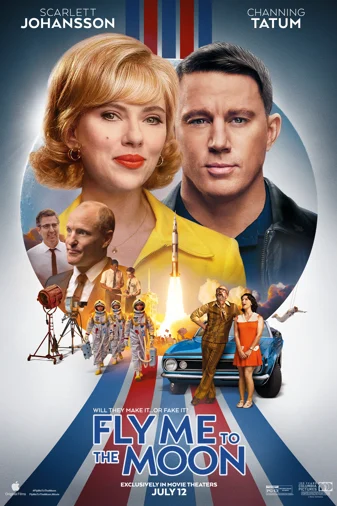 SCARLETT
JOHANSSON
CHANNING
TATUM
WILL THEY MAKE IT...OR FAKE IT?
FLY ME TO
THE MOON
EXCLUSIVELY IN MOVIE THEATERS
JULY 12